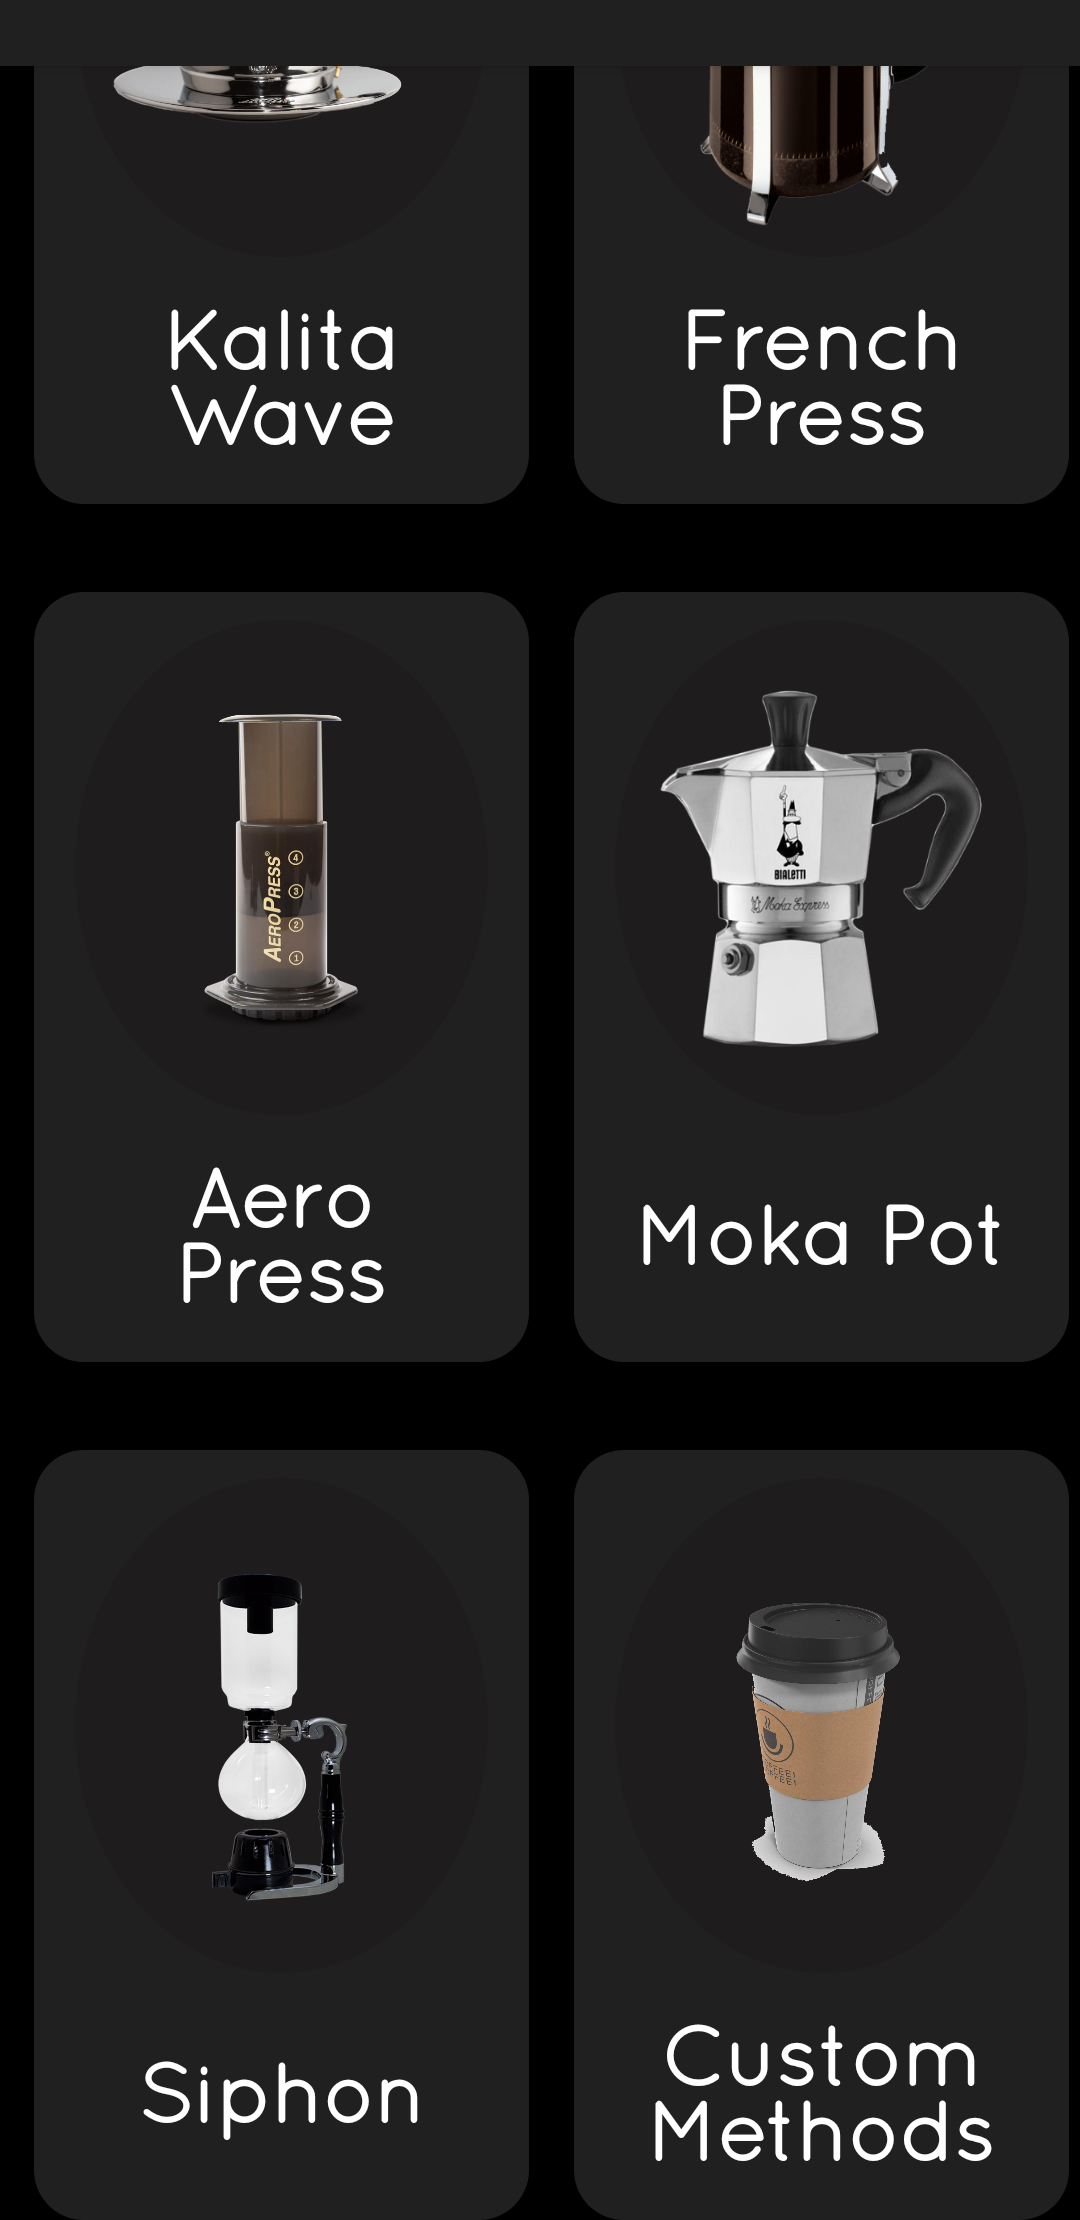 Kalita
Wave
French
Press
AEROPRESS®
4
3
2
1
BIALETTI
Moka Express
Aero
Press
Moka Pot
Siphon
Custom
Methods